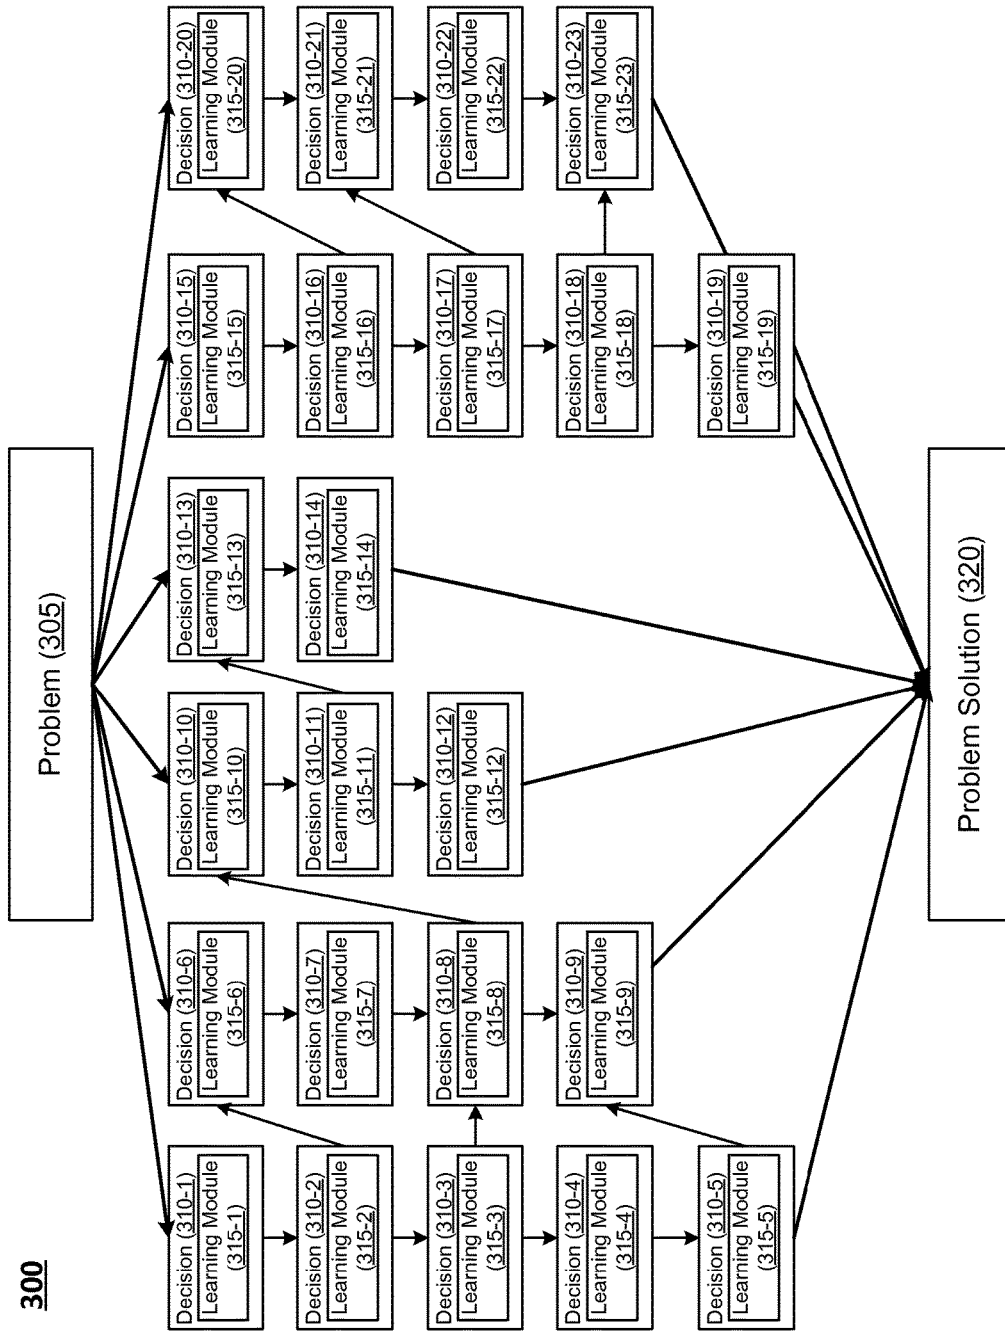 300
Problem (305)
Decision (310-1)
Learning Module
(315-1)
Decision (310-2)
Learning Module
(315-2)
Decision (310-3)
Learning Module
(315-3)
Decision (310-4)
Learning Module
(315-4)
Decision (310-5)
Learning Module
(315-5)
Decision (310-6)
Learning Module
(315-6)
Decision (310-7)
Learning Module
(315-7)
Decision (310-8)
Learning Module
(315-8)
Decision (310-9)
Learning Module
(315-9)
Decision (310-10)
Learning Module
(315-10)
Decision (310-11)
Learning Module
(315-11)
Decision (310-12)
Learning Module
(315-12)
Decision (310-13)
Learning Module
(315-13)
Decision (310-14)
Learning Module
(315-14)
Decision (310-15)
Learning Module
(315-15)
Decision (310-16)
Learning Module
(315-16)
Decision (310-17)
Learning Module
(315-17)
Decision (310-18)
Learning Module
(315-18)
Decision (310-19)
Learning Module
(315-19)
Decision (310-20)
Learning Module
(315-20)
Decision (310-21)
Learning Module
(315-21)
Decision (310-22)
Learning Module
(315-22)
Decision (310-23)
Learning Module
(315-23)
Problem Solution (320)